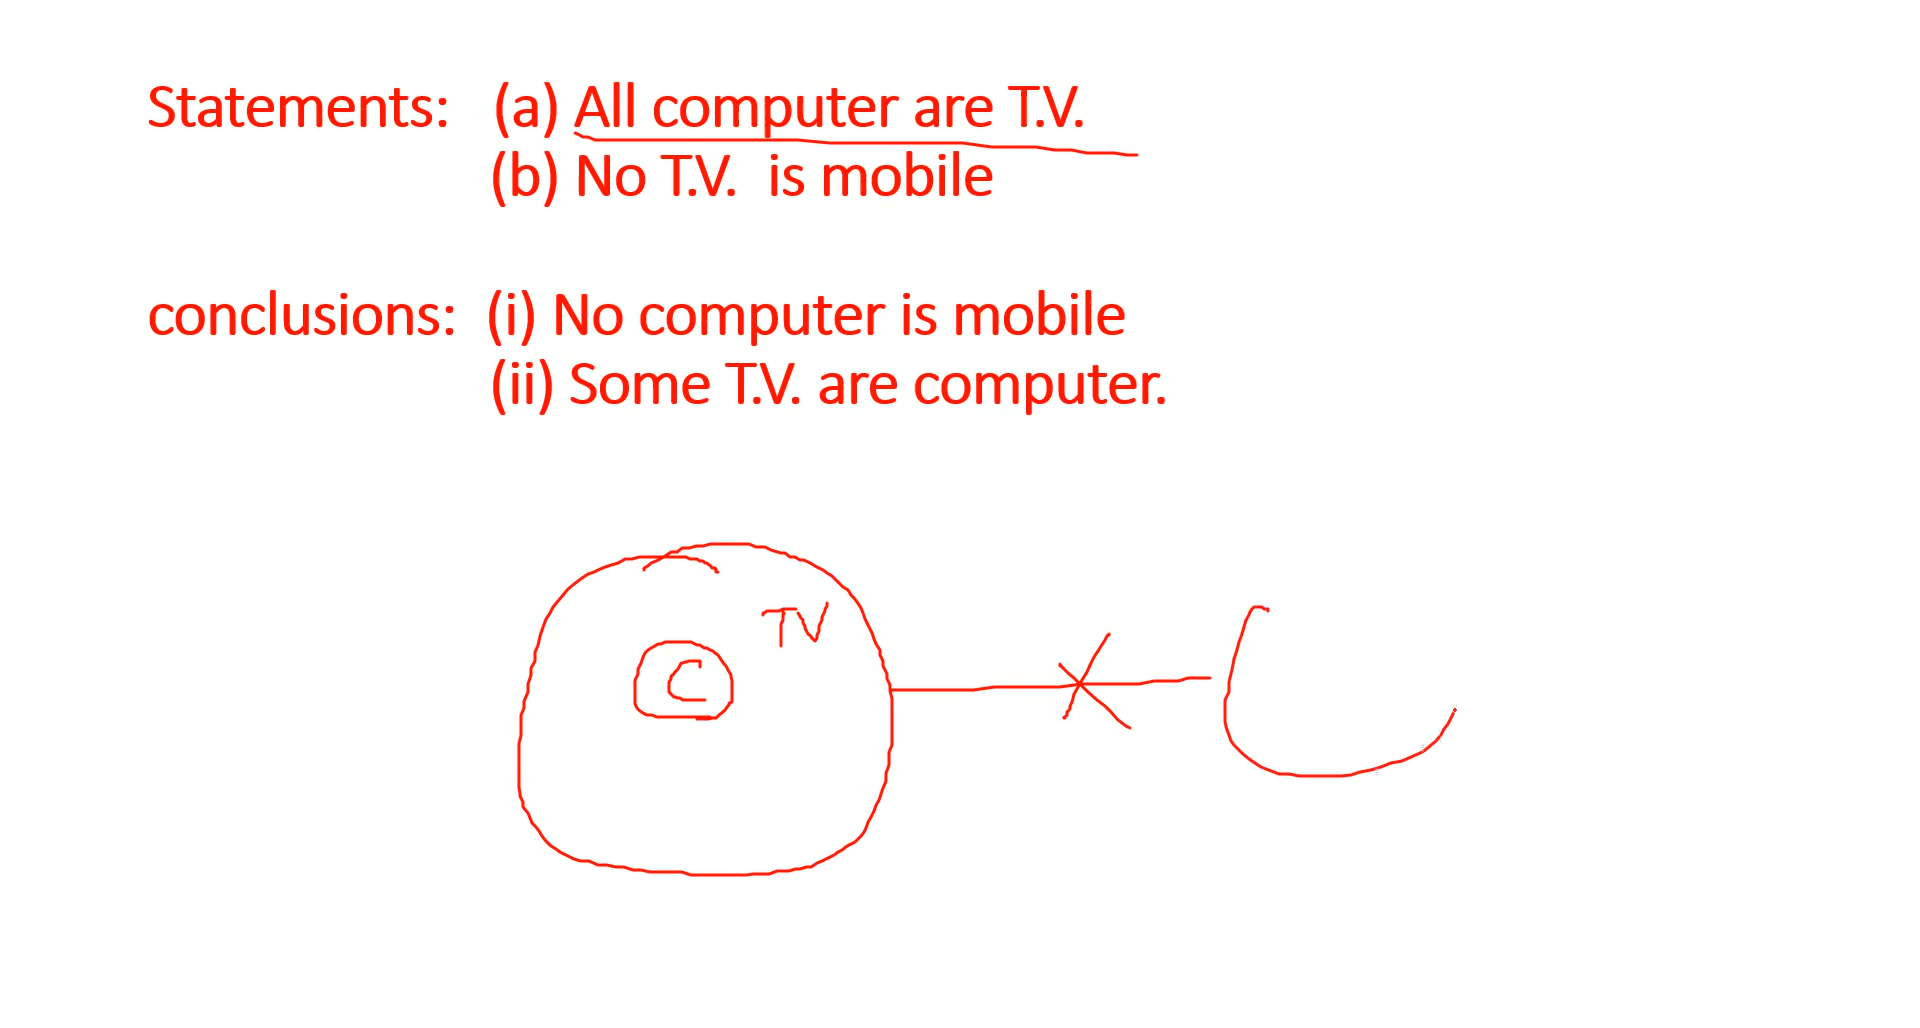 Statements: (a) All computer are T.V.
(b) No T.V. is mobile
conclusions: (i) No computer is mobile
(ii) Some T.V. are computer.
TV
C